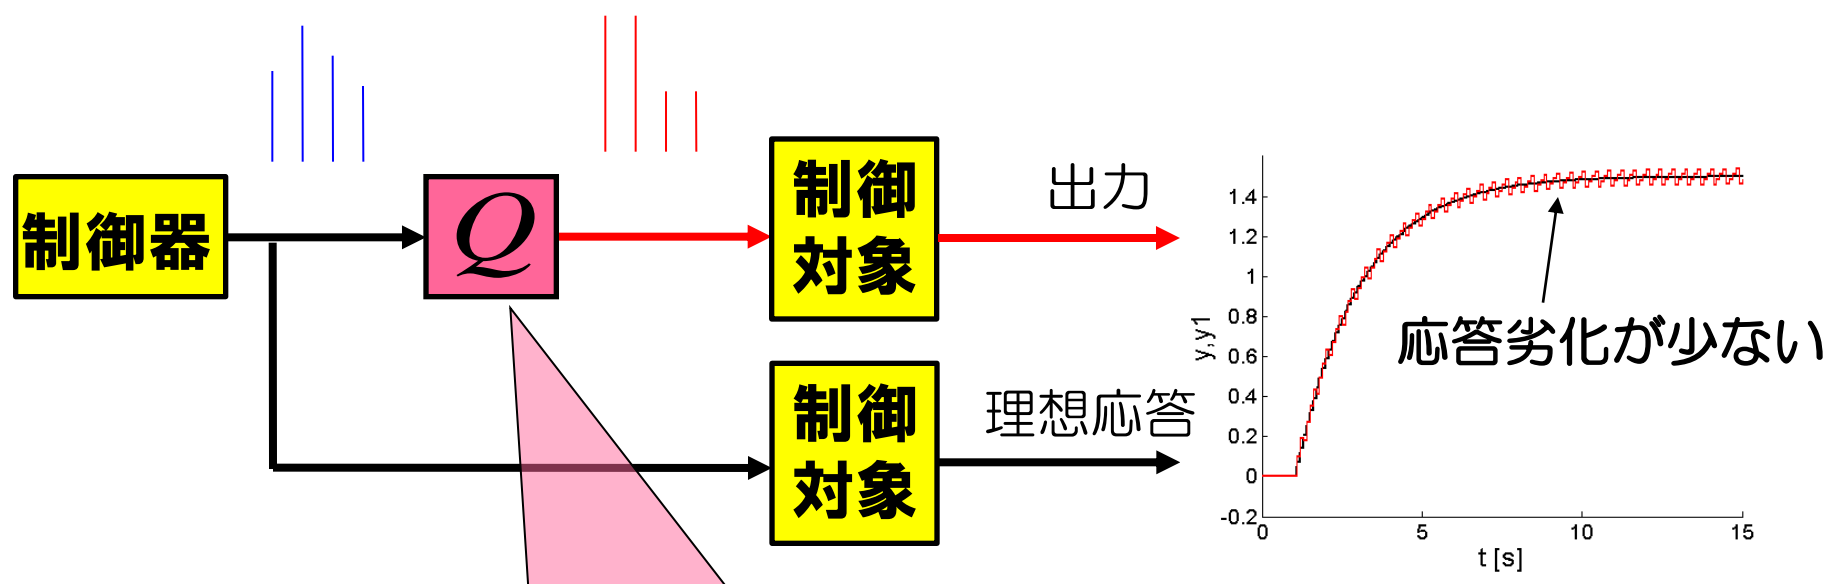 制御器
Q
制御
対象
出力
制御
対象
理想応答
応答劣化が少ない
y,y1
1.4
1.2
1
0.8
0.6
0.4
0.2
0
-0.2
0 5 10 15
t [s]